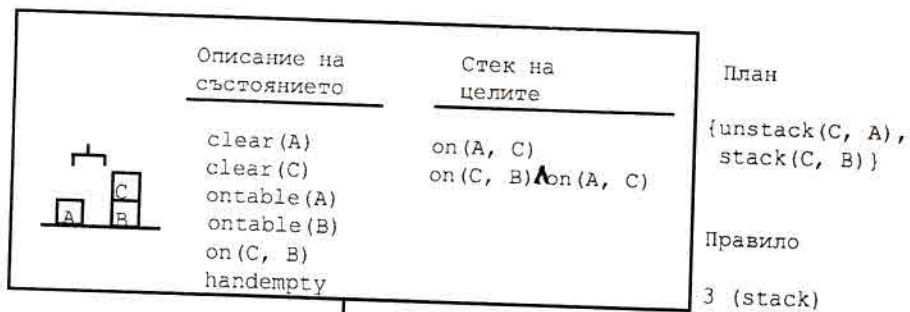 Описание на
състоянието
Стек на
целите
План
clear(A)
clear(C)
ontable(A)
ontable(B)
on(C, B)
handempty
on(A, C)
on(C, B)∧on(A, C)
{unstack(C, A),
stack(C, B)}
Правило
3 (stack)
C
A
B